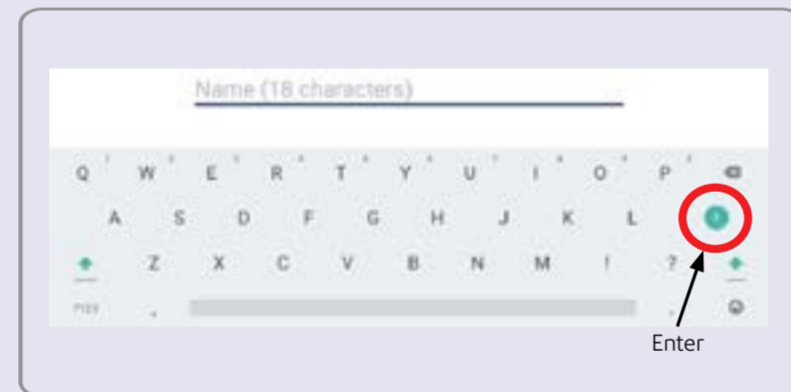 Name (18 characters)
Q W E R T Y U I O P
A S D F G H J K L
Z X C V B N M ! ?
,
Enter